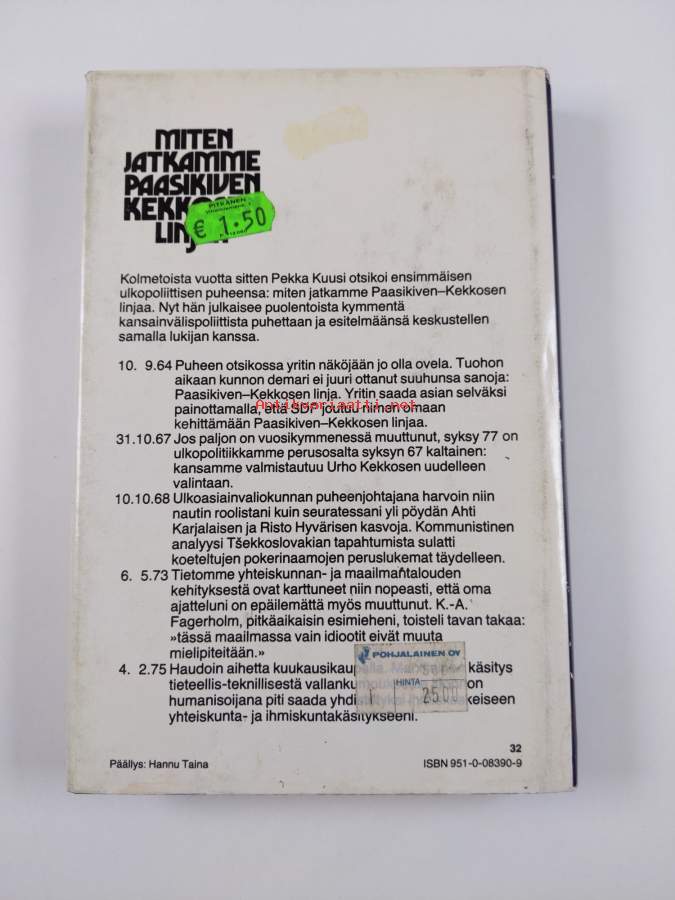 MITEN
JATKAMME
PAASIKIVEN
PITKÄNEN
€ 1.50
Kolmetoista vuotta sitten Pekka Kuusi otsikoi ensimmäisen
ulkopoliittisen puheensa: miten jatkamme Paasikiven–Kekkosen
linjaa. Nyt hän julkaisee puolentoista kymmentä
kansainvälispoliittista puhettaan ja esitelmäänsä keskustellen
samalla lukijan kanssa.
10. 9.64 Puheen otsikossa yritin näköjään jo olla ovela. Tuohon
aikaan kunnon demari ei juuri ottanut suuhunsa sanoja:
Paasikiven–Kekkosen linja. Yritin saada asian selväksi
painottamalla, että SDP joutuu nimen omaan
kehittämään Paasikiven–Kekkosen linjaa.
Antikvariaatti.net
31.10.67 Jos paljon on vuosikymmenessä muuttunut, syksy 77 on
ulkopolitiikkamme perusosalta syksyn 67 kaltainen:
kansamme valmistautuu Urho Kekkosen uudelleen
valintaan.
10.10.68 Ulkoasiainvaliokunnan puheenjohtajana harvoin niin
nautin roolistani kuin seuratessani yli pöydän Ahti
Karjalaisen ja Risto Hyvärisen kasvoja. Kommunistinen
analyysi Tšekkoslovakian tapahtumista sulatti
koeteltujen pokerinaamojen peruslukemat täydelleen.
6. 5.73 Tietomme yhteiskunnan- ja maailmantalouden
kehityksestä ovat karttuneet niin nopeasti, että oma
ajatteluni on epäilemättä myös muuttunut. K.-A.
Fagerholm, pitkäaikaisin esimieheni, toisteli tavan takaa:
»tässä maailmassa vain idiootit eivät muuta
mielipiteitään.»
POHJALAINEN OY
HINTA
25.00
4. 2.75 Haudoin aihetta kuukausikaupalla. käsitys
tieteellis-teknillisestä on
humanisoijana piti saada
yhteiskunta- ja ihmiskuntakäsitykseeni.
32
Päällys: Hannu Taina
ISBN 951-0-08390-9